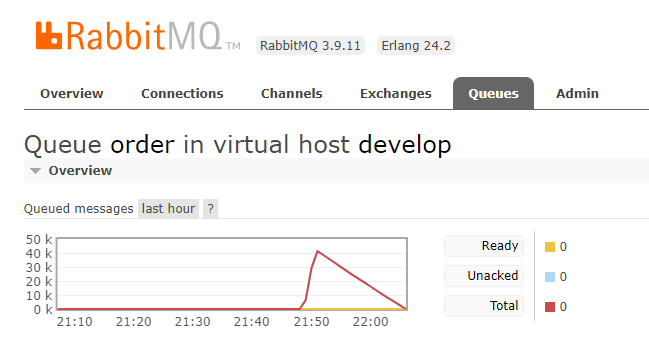 RabbitMQ TM RabbitMQ 3.9.11 Erlang 24.2
Overview Connections Channels Exchanges Queues Admin
Queue order in virtual host develop
Overview
Queued messages last hour ?
50 k
40 k
30 k
20 k
10 k
0 k
21:10 21:20 21:30 21:40 21:50 22:00
Ready 0
Unacked 0
Total 0